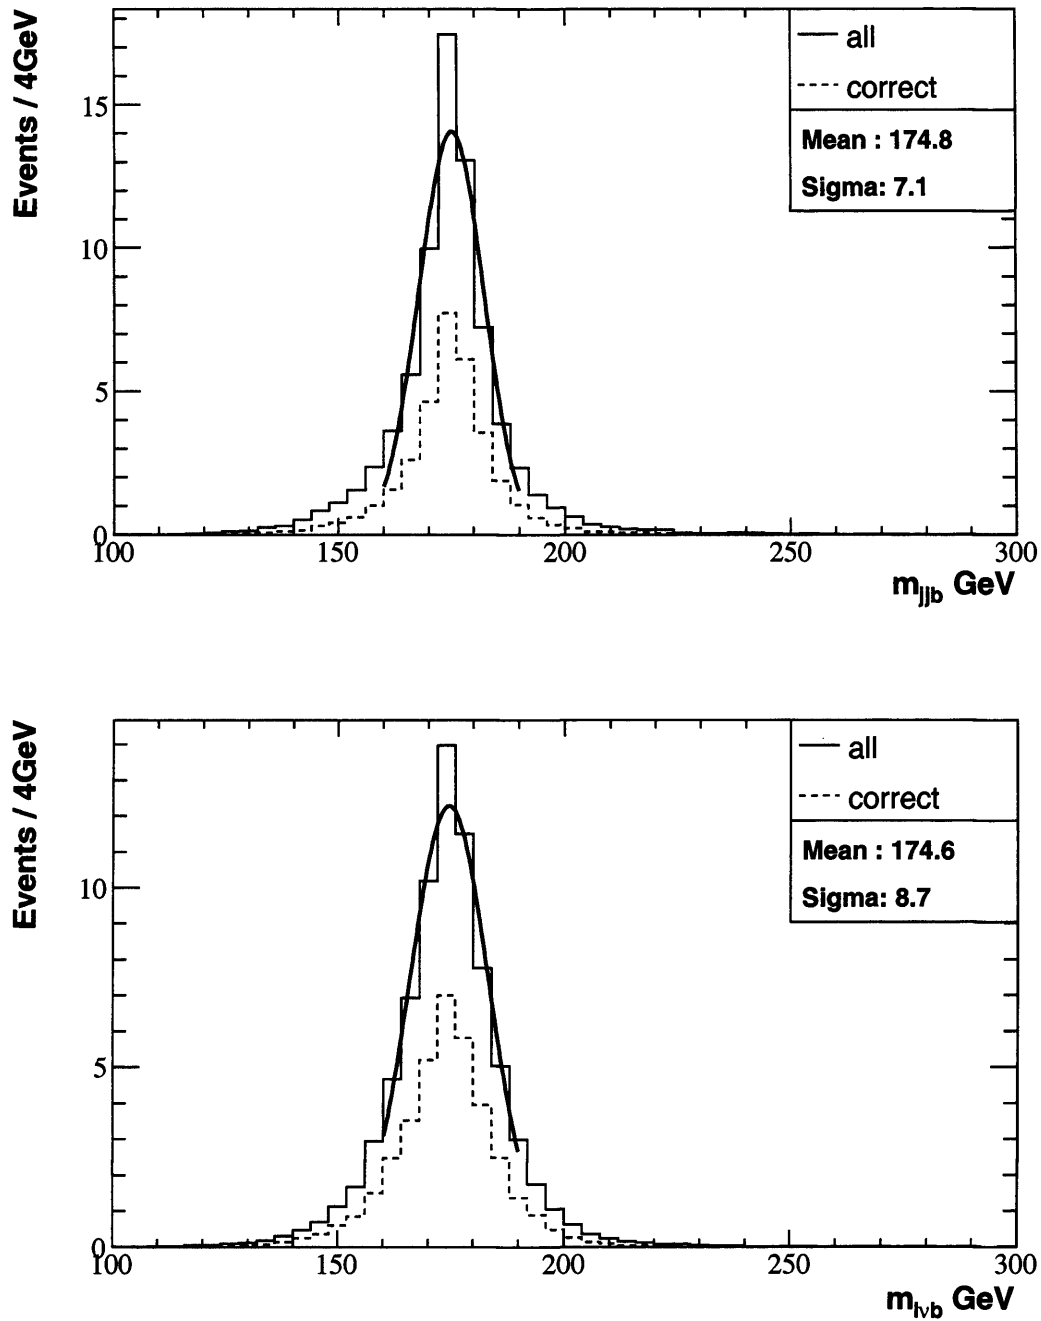 Events / 4GeV
all
correct
Mean : 174.8
Sigma: 7.1
15
10
5
0
100 150 200 250 300
m_jjb GeV
Events / 4GeV
all
correct
Mean : 174.6
Sigma: 8.7
10
5
0
100 150 200 250 300
m_lνb GeV